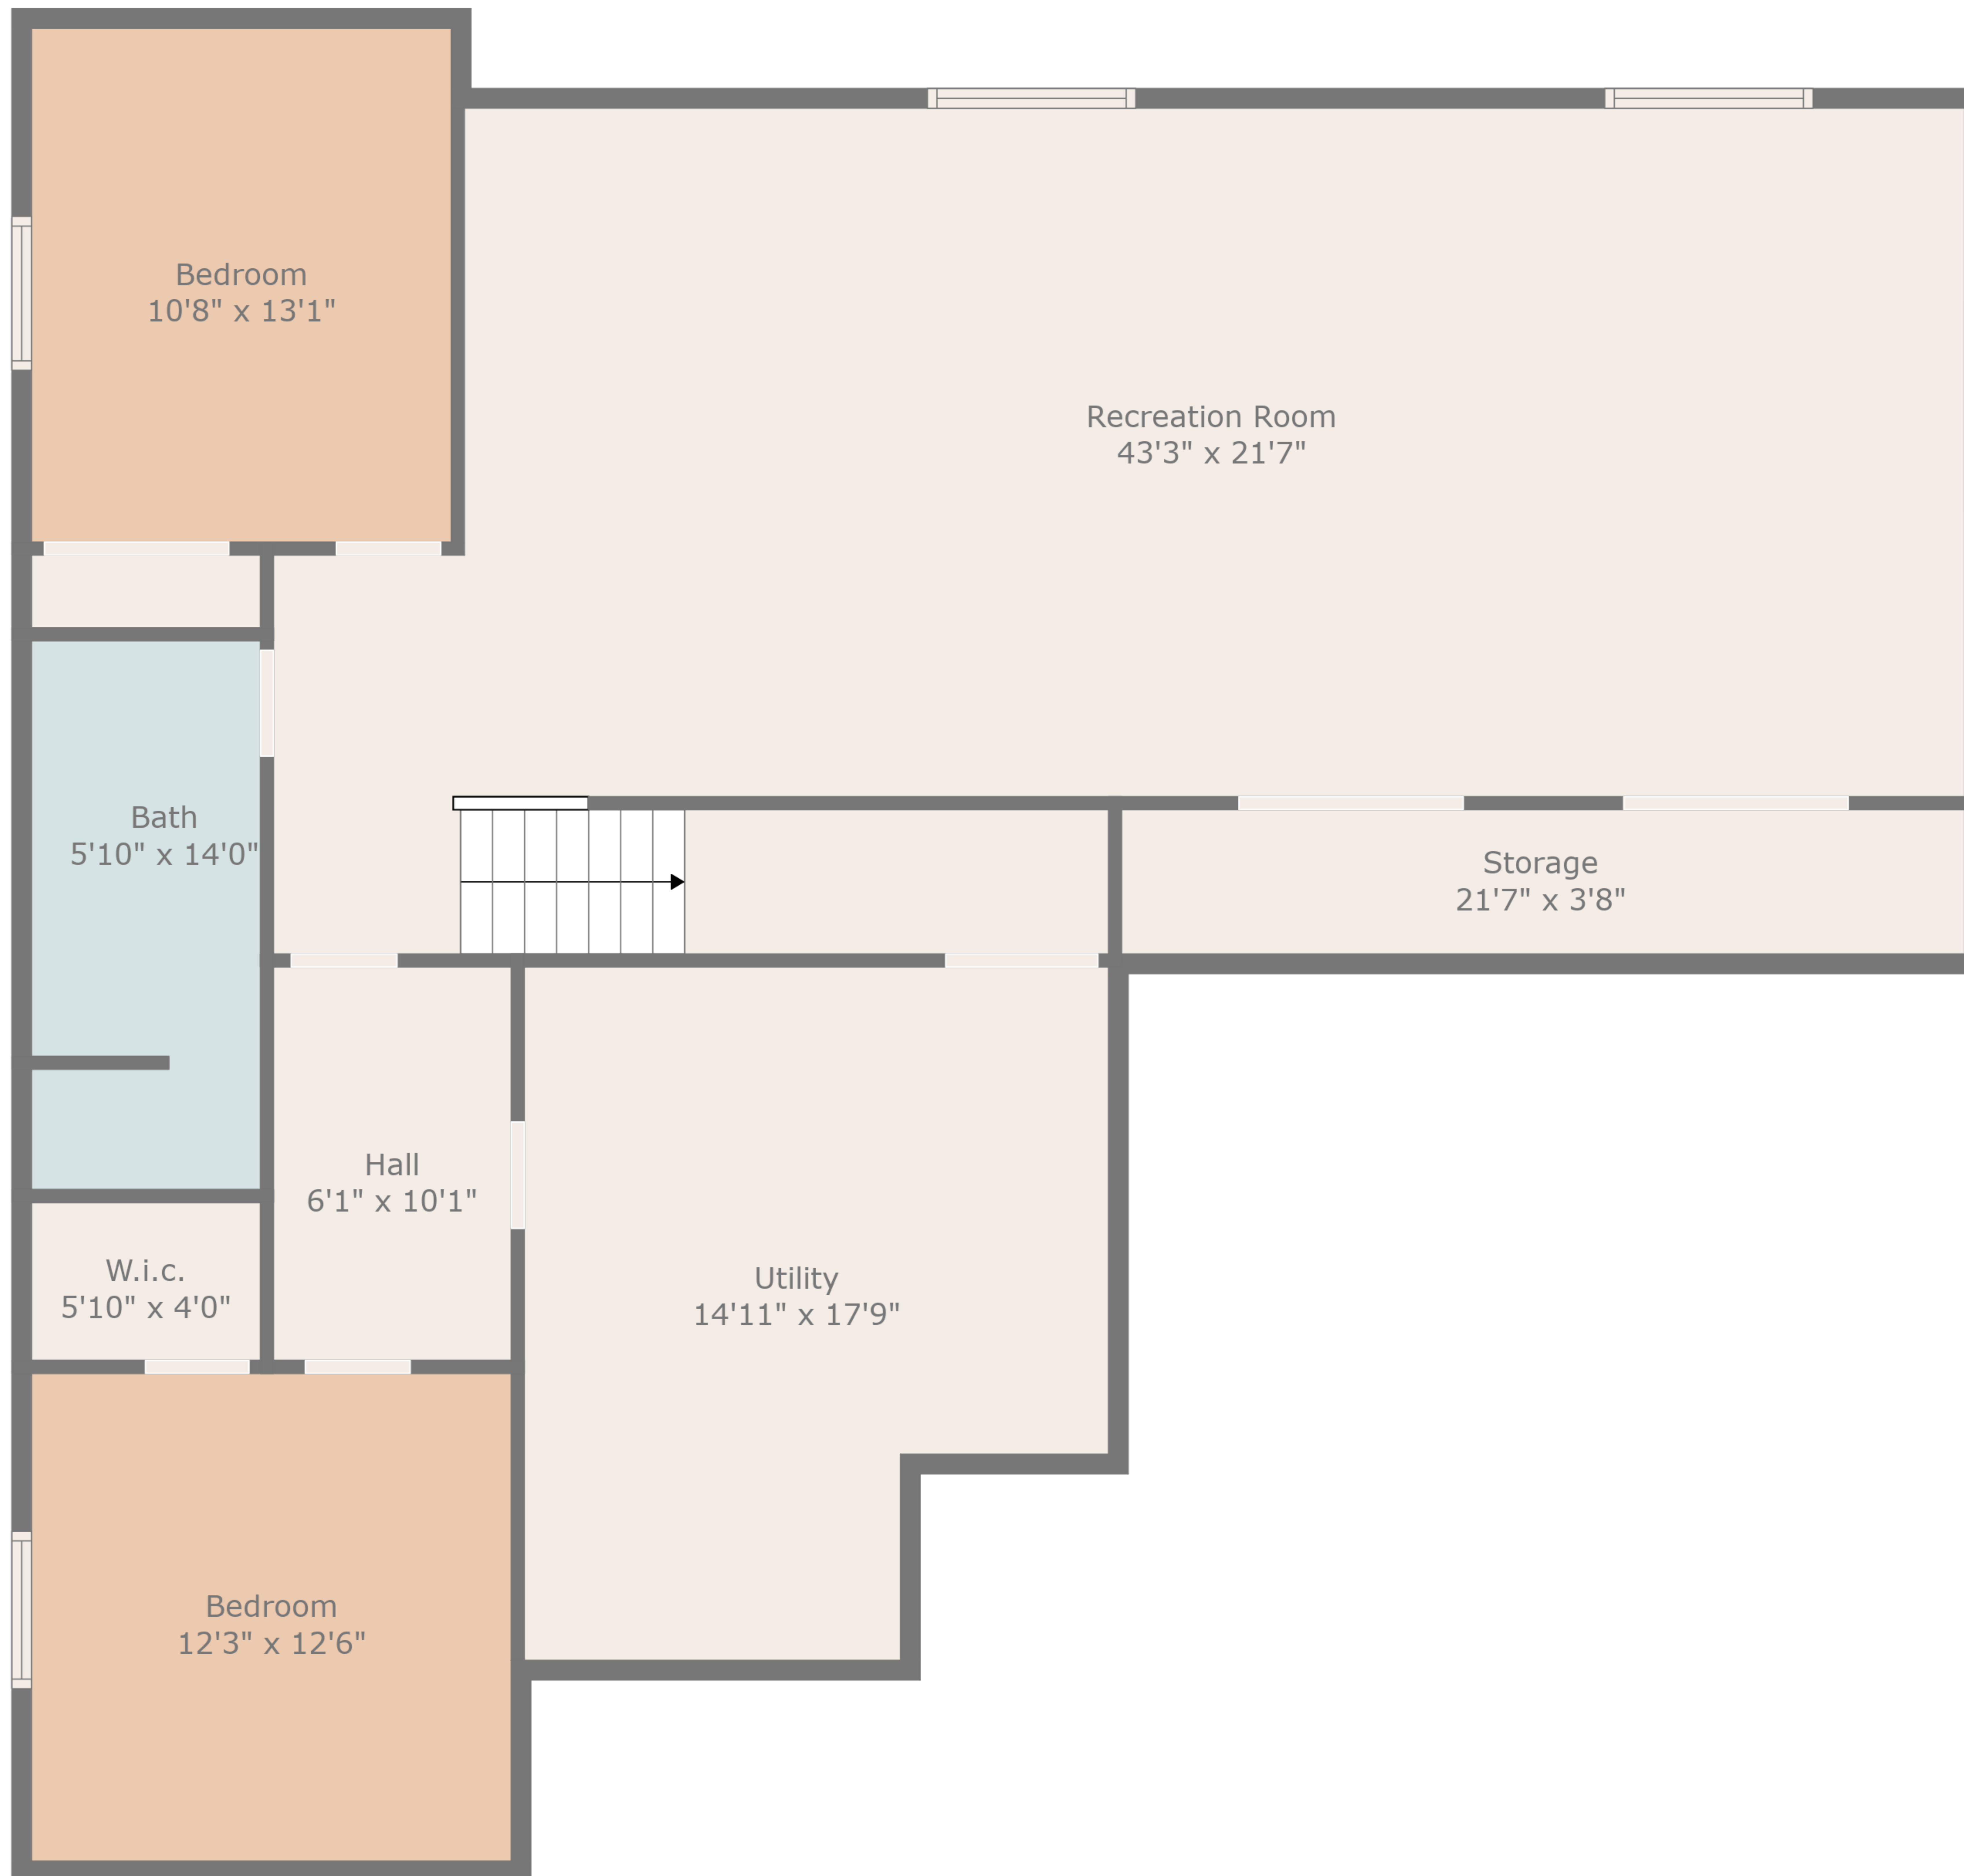 Bedroom
10'8" x 13'1"
Recreation Room
43'3" x 21'7"
Bath
5'10" x 14'0"
Storage
21'7" x 3'8"
Hall
6'1" x 10'1"
W.i.c.
5'10" x 4'0"
Utility
14'11" x 17'9"
Bedroom
12'3" x 12'6"